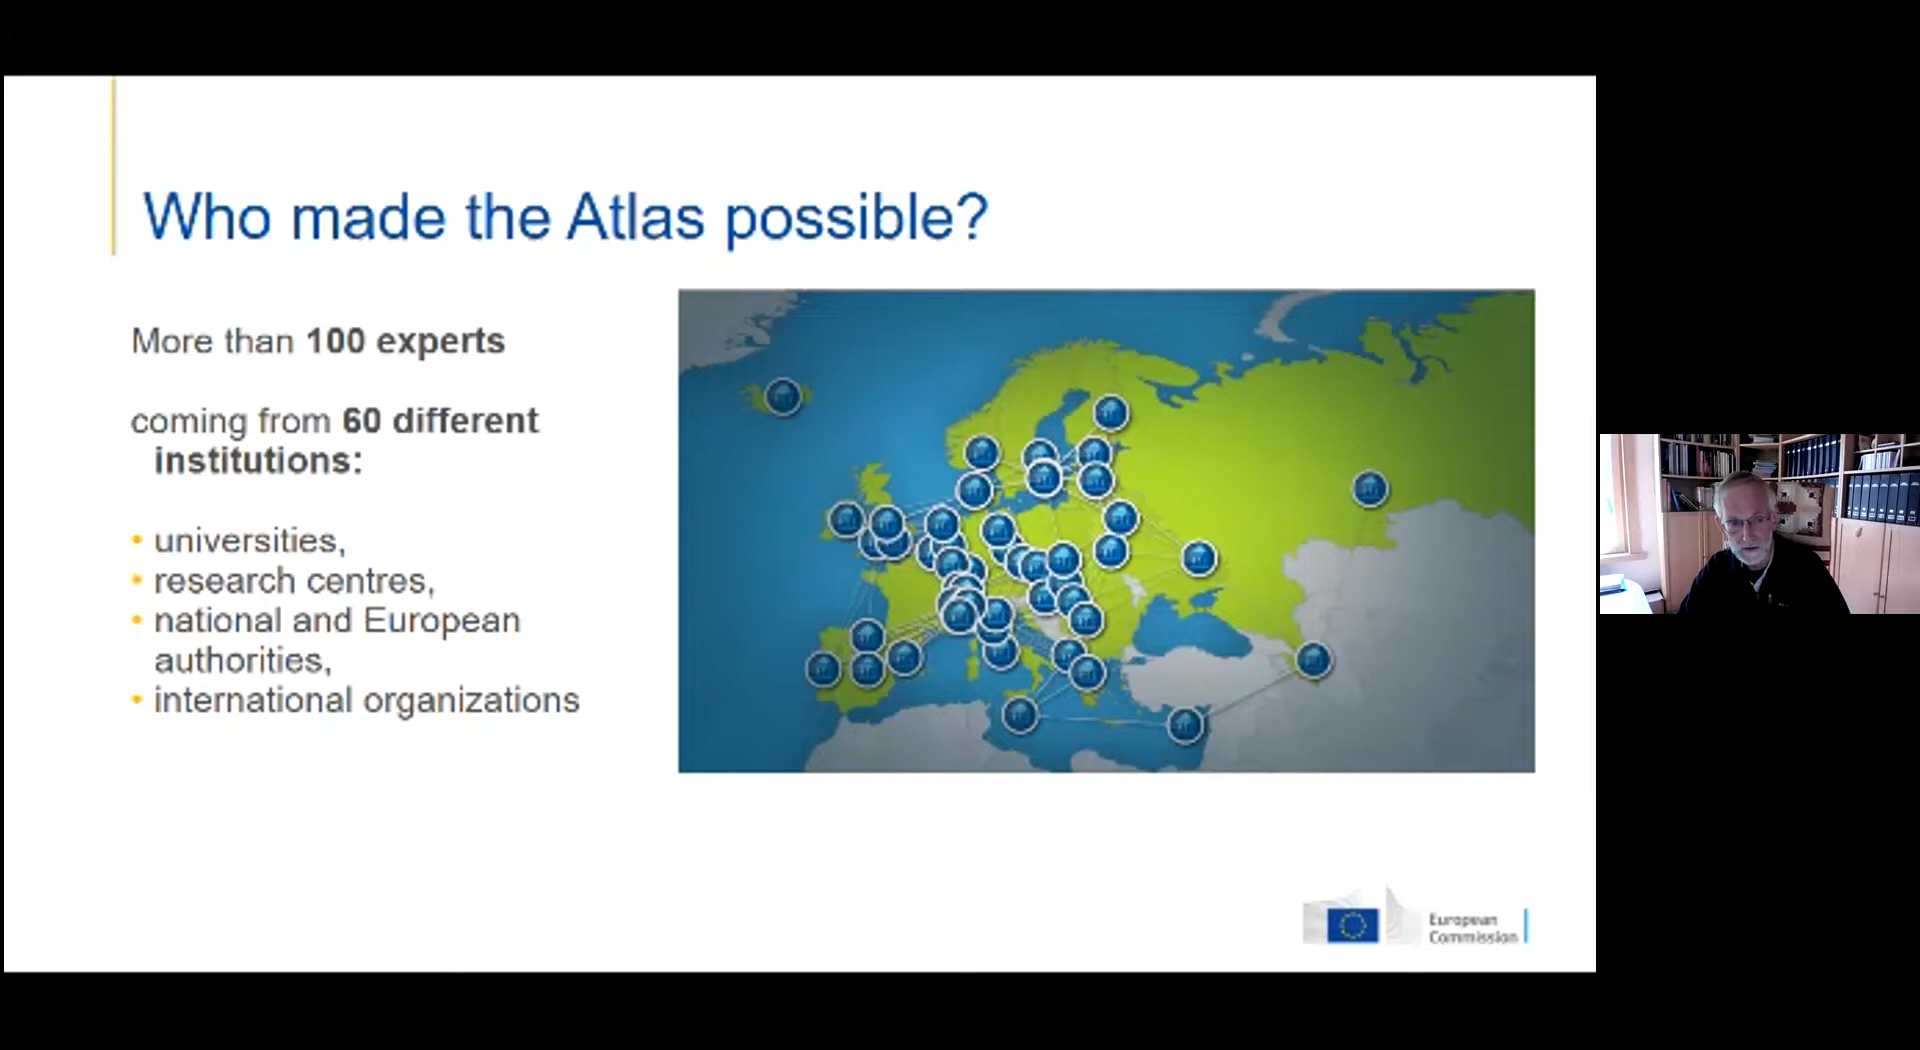 Who made the Atlas possible?
More than 100 experts
coming from 60 different
institutions:
• universities,
• research centres,
• national and European
authorities,
• international organizations
European
Commission